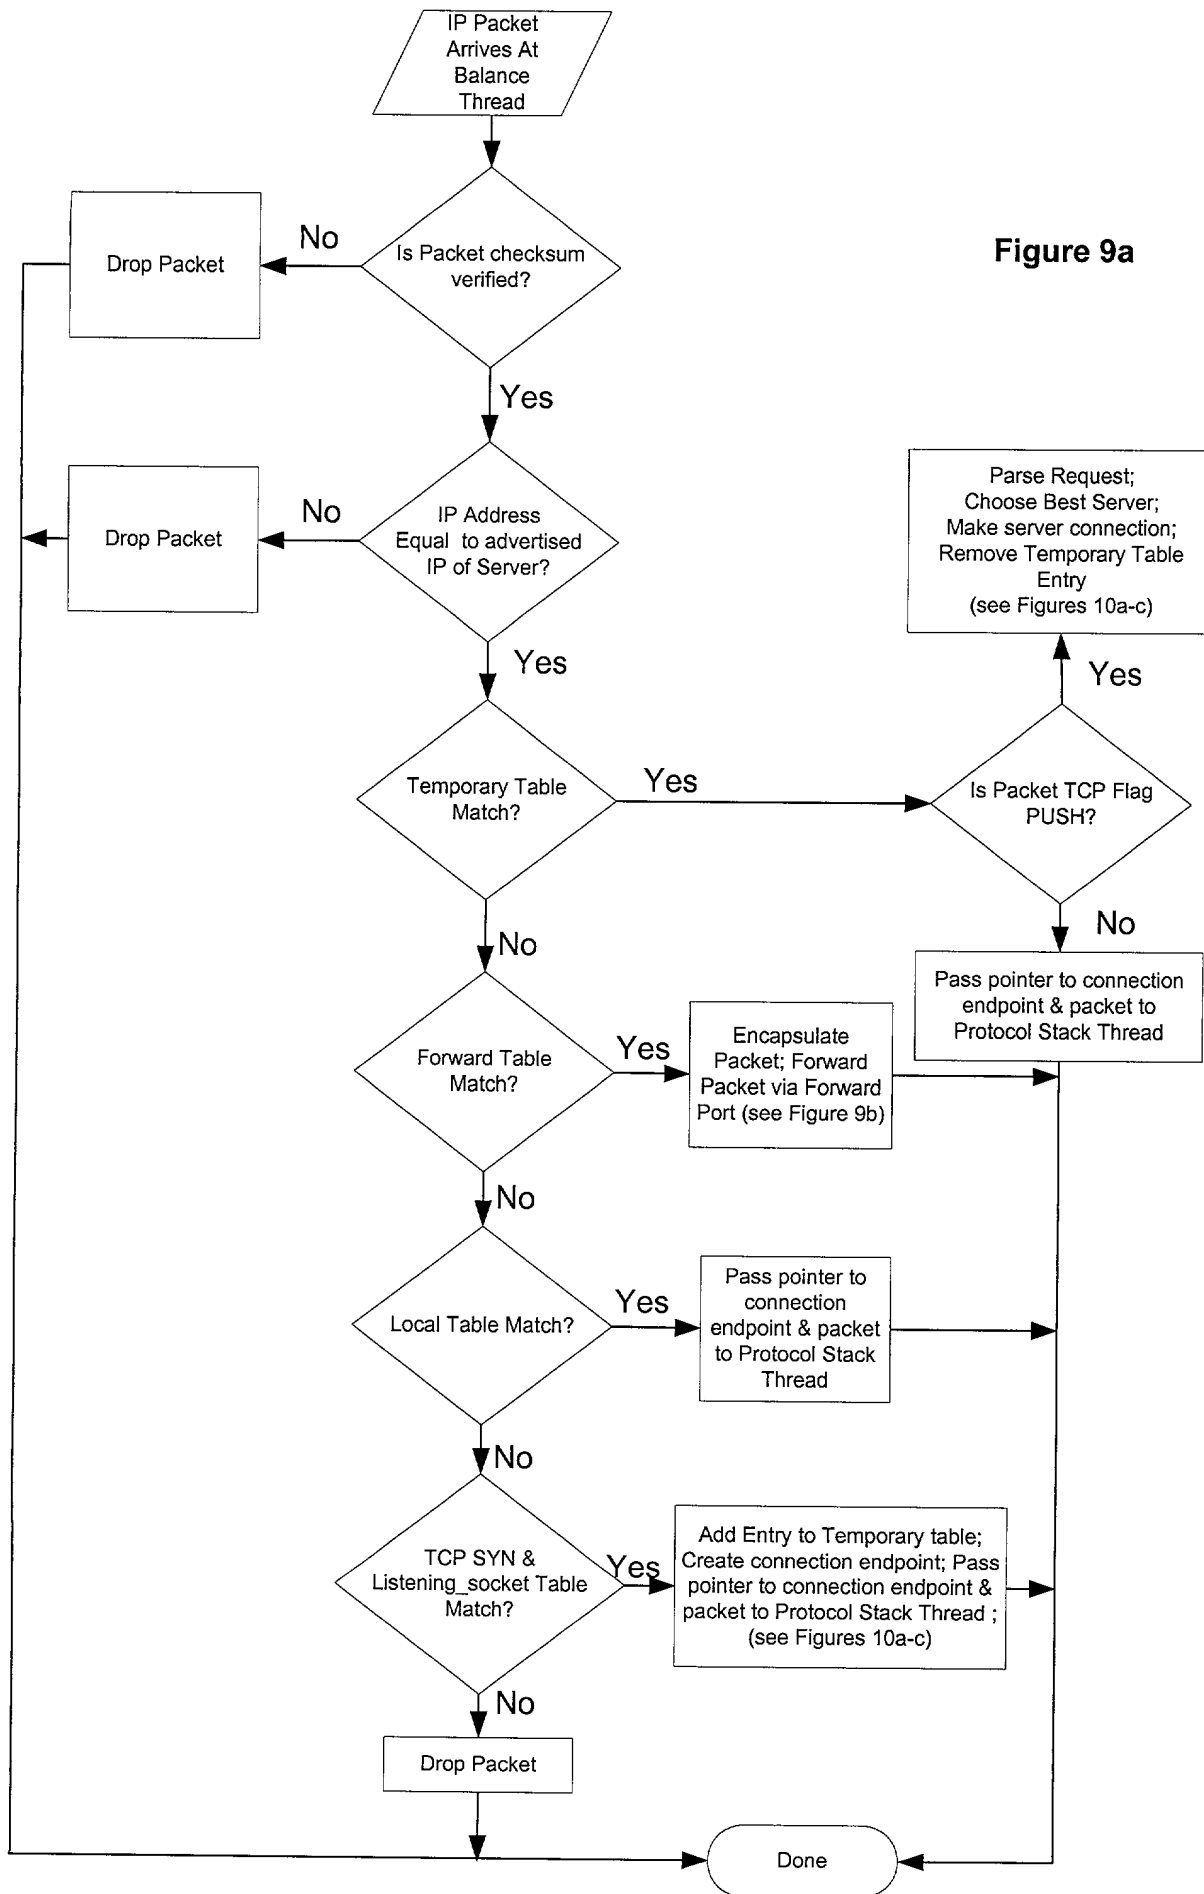 IP Packet
Arrives At
Balance
Thread
Figure 9a
Is Packet checksum
verified?
No
Drop Packet
Yes
IP Address
Equal to advertised
IP of Server?
No
Drop Packet
Parse Request;
Choose Best Server;
Make server connection;
Remove Temporary Table
Entry
(see Figures 10a-c)
Yes
Yes
Temporary Table
Match?
Yes
Is Packet TCP Flag
PUSH?
No
No
Pass pointer to connection
endpoint & packet to
Protocol Stack Thread
Forward Table
Match?
Yes
Encapsulate
Packet; Forward
Packet via Forward
Port (see Figure 9b)
No
Local Table Match?
Yes
Pass pointer to
connection
endpoint & packet
to Protocol Stack
Thread
No
TCP SYN &
Listening_socket Table
Match?
Yes
Add Entry to Temporary table;
Create connection endpoint; Pass
pointer to connection endpoint &
packet to Protocol Stack Thread ;
(see Figures 10a-c)
No
Drop Packet
Done